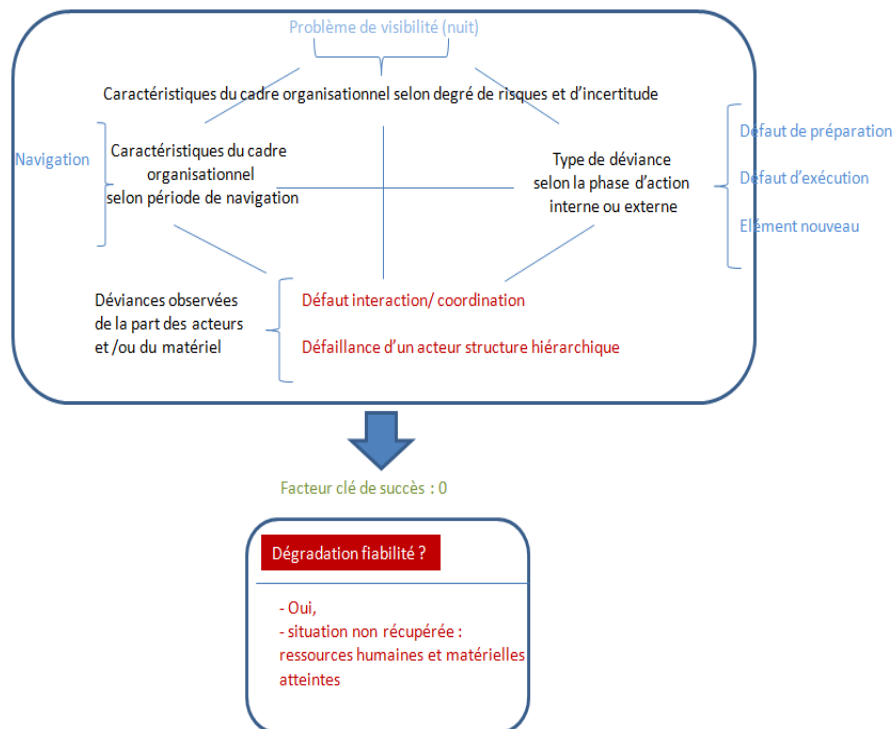 Problème de visibilité (nuit)
Caractéristiques du cadre organisationnel selon degré de risques et d'incertitude
Navigation
Caractéristiques du cadre
organisationnel
selon période de navigation
Type de déviance
selon la phase d'action
interne ou externe
Défaut de préparation
Défaut d'exécution
Elément nouveau
Déviances observées
de la part des acteurs
et /ou du matériel
Défaut interaction/ coordination
Défaillance d'un acteur structure hiérarchique
Facteur clé de succès : 0
Dégradation fiabilité ?
- Oui,
- situation non récupérée :
ressources humaines et matérielles
atteintes